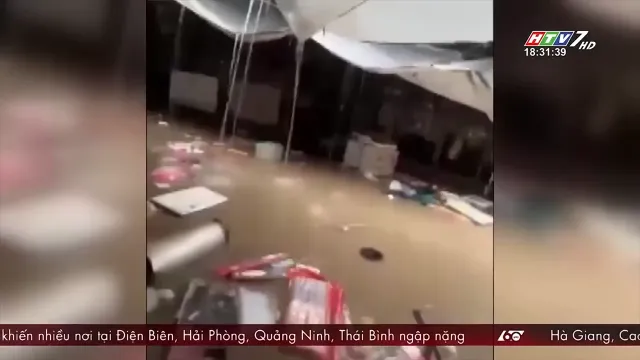 HTV7 HD
18:31:39
khiến nhiều nơi tại Điện Biên, Hải Phòng, Quảng Ninh, Thái Bình ngập nặng 60 Hà Giang, Ca